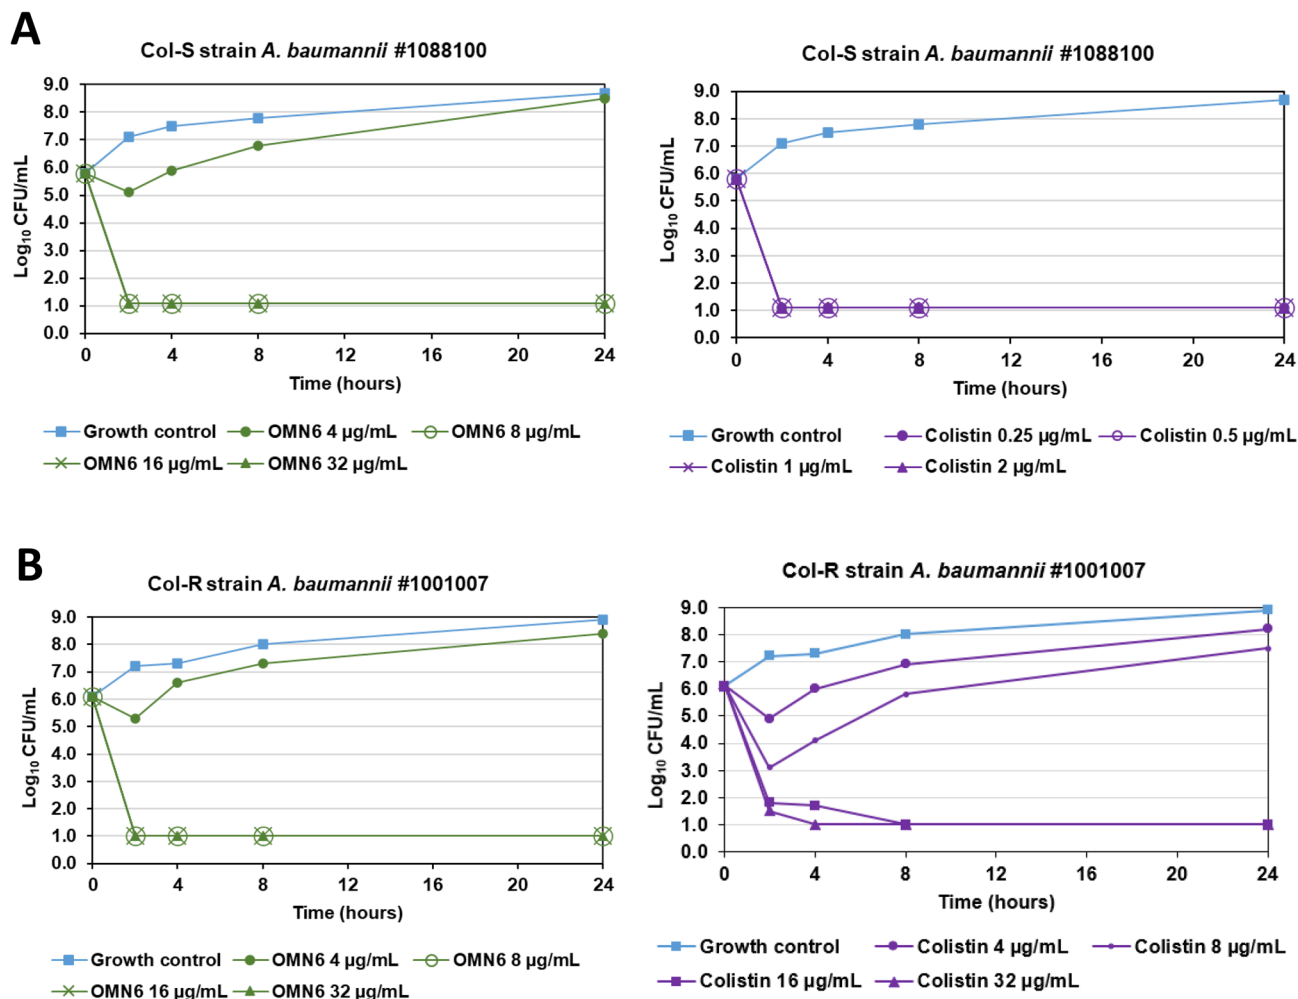 A
Col-S strain A. baumannii #1088100
9.0
8.0
7.0
6.0
5.0
4.0
3.0
2.0
1.0
0.0
Log10 CFU/mL
0 4 8 12 16 20 24
Time (hours)
Growth control OMN6 4 µg/mL OMN6 8 µg/mL
OMN6 16 µg/mL OMN6 32 µg/mL
Col-S strain A. baumannii #1088100
9.0
8.0
7.0
6.0
5.0
4.0
3.0
2.0
1.0
0.0
Log10 CFU/mL
0 4 8 12 16 20 24
Time (hours)
Growth control Colistin 0.25 µg/mL Colistin 0.5 µg/mL
Colistin 1 µg/mL Colistin 2 µg/mL
B
Col-R strain A. baumannii #1001007
9.0
8.0
7.0
6.0
5.0
4.0
3.0
2.0
1.0
0.0
Log10 CFU/mL
0 4 8 12 16 20 24
Time (hours)
Growth control OMN6 4 µg/mL OMN6 8 µg/mL
OMN6 16 µg/mL OMN6 32 µg/mL
Col-R strain A. baumannii #1001007
9.0
8.0
7.0
6.0
5.0
4.0
3.0
2.0
1.0
0.0
Log10 CFU/mL
0 4 8 12 16 20 24
Time (hours)
Growth control Colistin 4 µg/mL Colistin 8 µg/mL
Colistin 16 µg/mL Colistin 32 µg/mL